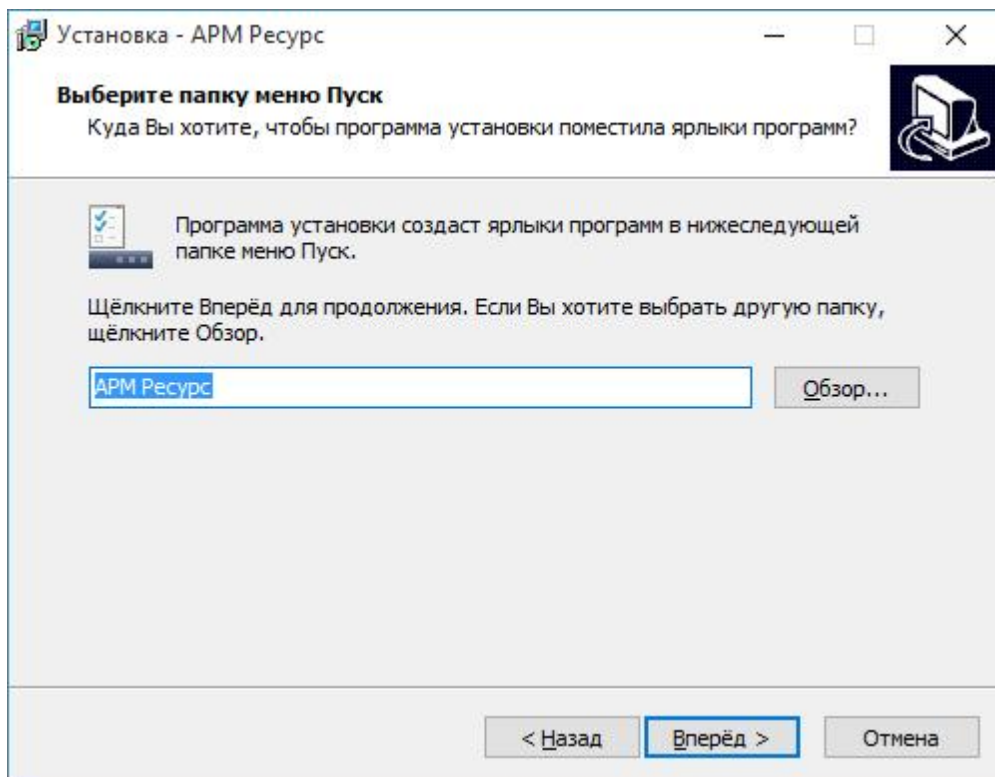 Установка - АРМ Ресурс
Выберите папку меню Пуск
Куда Вы хотите, чтобы программа установки поместила ярлыки программ?
Программа установки создаст ярлыки программ в нижеследующей
папке меню Пуск.
Щёлкните Вперёд для продолжения. Если Вы хотите выбрать другую папку,
щёлкните Обзор.
АРМ Ресурс
Обзор...
< Назад
Вперёд >
Отмена